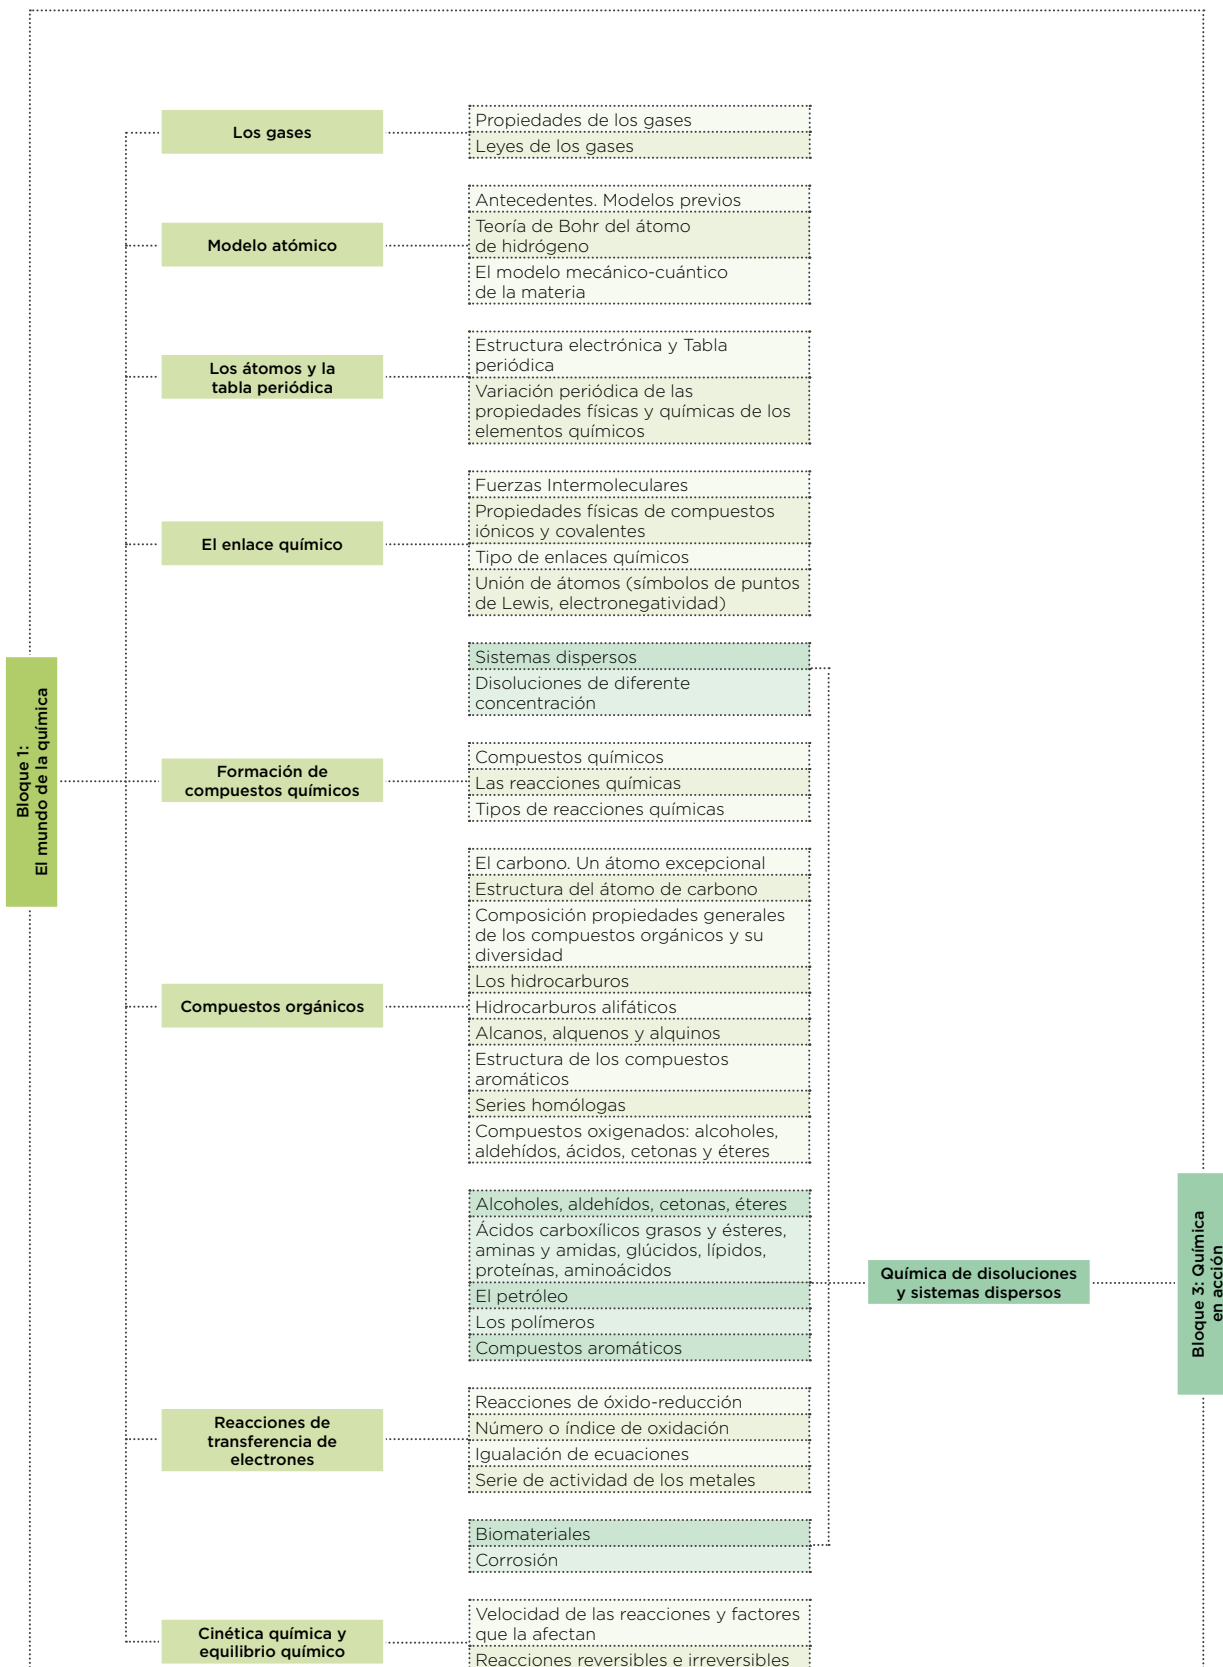 Los gases
Propiedades de los gases
Leyes de los gases
Modelo atómico
Antecedentes. Modelos previos
Teoría de Bohr del átomo
de hidrógeno
El modelo mecánico-cuántico
de la materia
Los átomos y la
tabla periódica
Estructura electrónica y Tabla
periódica
Variación periódica de las
propiedades físicas y químicas de los
elementos químicos
El enlace químico
Fuerzas Intermoleculares
Propiedades físicas de compuestos
iónicos y covalentes
Tipo de enlaces químicos
Unión de átomos (símbolos de puntos
de Lewis, electronegatividad)
Sistemas dispersos
Disoluciones de diferente
concentración
Bloque 1:
El mundo de la química
Formación de
compuestos químicos
Compuestos químicos
Las reacciones químicas
Tipos de reacciones químicas
Compuestos orgánicos
El carbono. Un átomo excepcional
Estructura del átomo de carbono
Composición propiedades generales
de los compuestos orgánicos y su
diversidad
Los hidrocarburos
Hidrocarburos alifáticos
Alcanos, alquenos y alquinos
Estructura de los compuestos
aromáticos
Series homólogas
Compuestos oxigenados: alcoholes,
aldehídos, ácidos, cetonas y éteres
Alcoholes, aldehídos, cetonas, éteres
Ácidos carboxílicos grasos y ésteres,
aminas y amidas, glúcidos, lípidos,
proteínas, aminoácidos
El petróleo
Los polímeros
Compuestos aromáticos
Química de disoluciones
y sistemas dispersos
Bloque 3: Química
en acción
Reacciones de
transferencia de
electrones
Reacciones de óxido-reducción
Número o índice de oxidación
Igualación de ecuaciones
Serie de actividad de los metales
Biomateriales
Corrosión
Cinética química y
equilibrio químico
Velocidad de las reacciones y factores
que la afectan
Reacciones reversibles e irreversibles